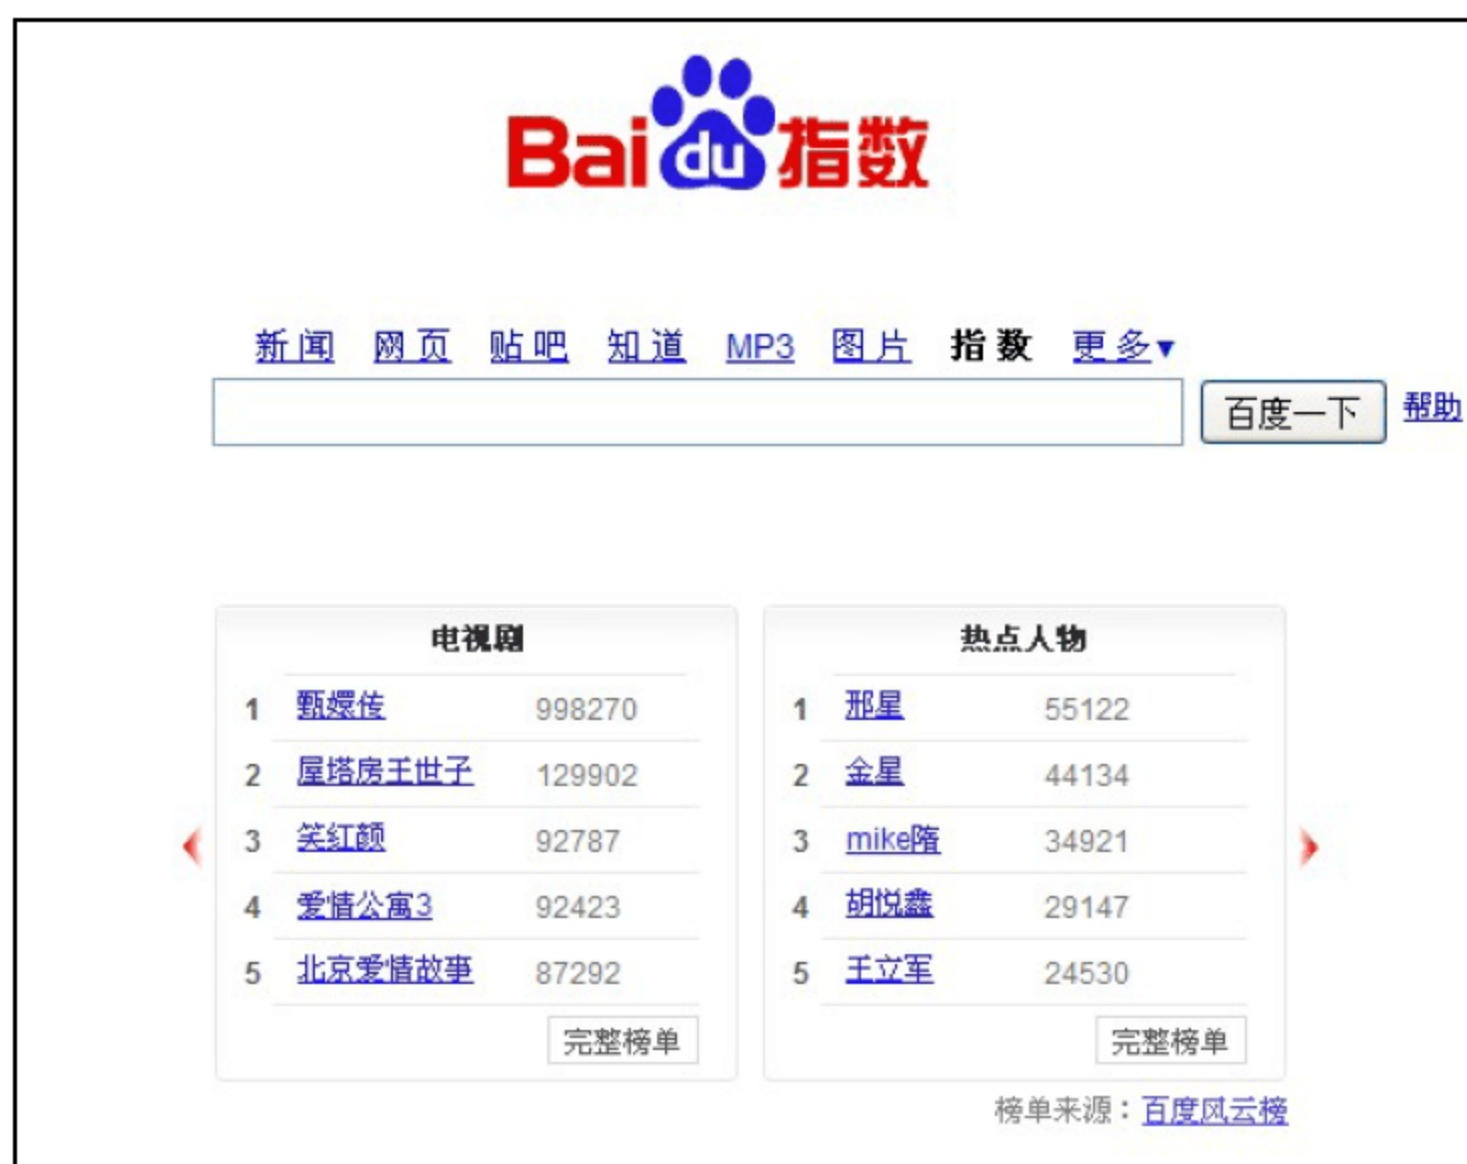 Bai du 指数
新闻 网页 贴吧 知道 MP3 图片 指数 更多▼
百度一下 帮助
电视剧
1 甄嬛传 998270
2 屋塔房王世子 129902
3 笑红颜 92787
4 爱情公寓3 92423
5 北京爱情故事 87292
完整榜单
热点人物
1 邢星 55122
2 金星 44134
3 mike隋 34921
4 胡悦鑫 29147
5 王立军 24530
完整榜单
榜单来源：百度风云榜